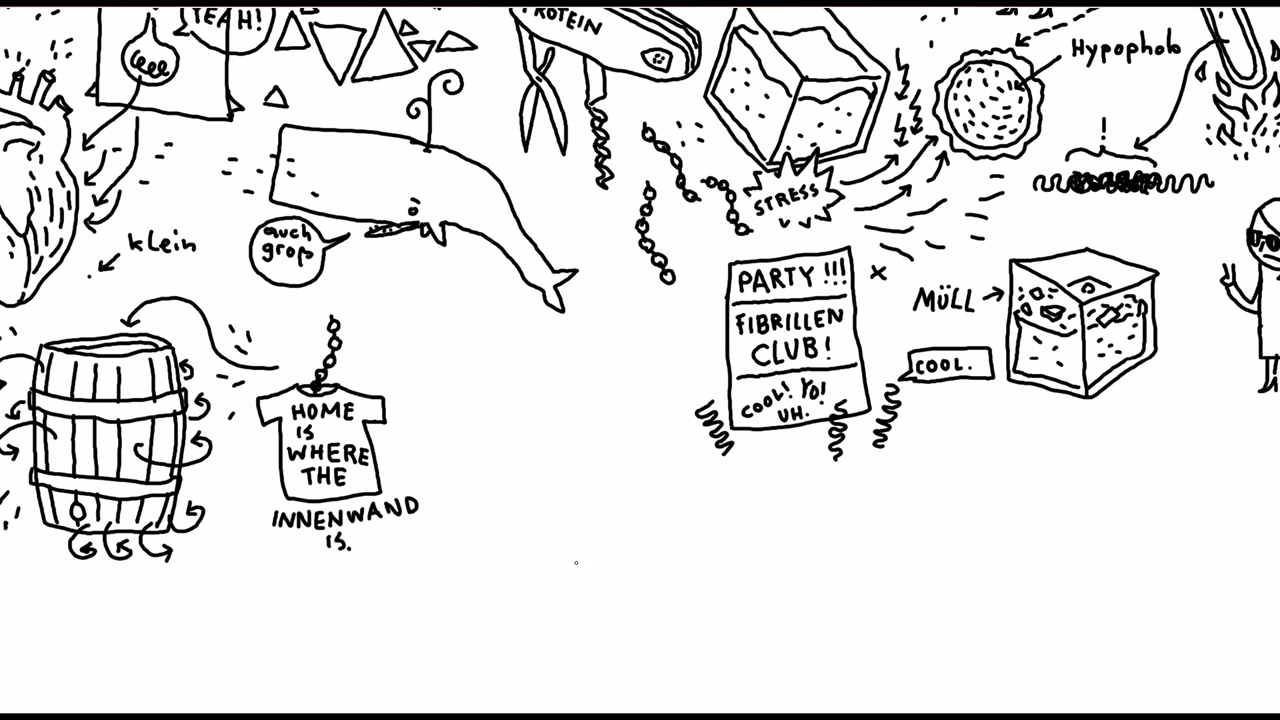 YEAH!
PROTEIN
Hypophob
!
STRESS
klein
auch
groß
PARTY !!!
FIBRILLEN
CLUB!
COOL! YO!
UH.
x
MÜLL
COOL.
HOME
IS
WHERE
THE
INNENWAND
IS.